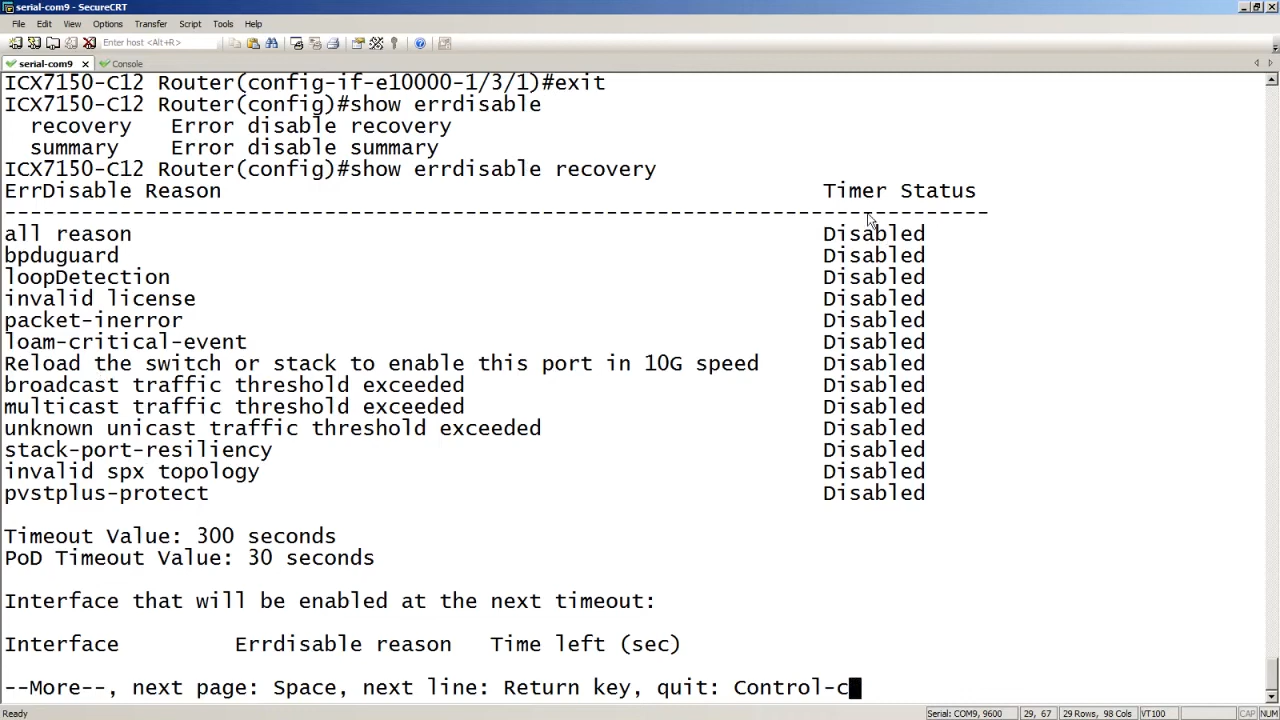 serial-com9 - SecureCRT
File Edit View Options Transfer Script Tools Help
Enter host <Alt+R>
serial-com9 Console
ICX7150-C12 Router(config-if-e10000-1/3/1)#exit
ICX7150-C12 Router(config)#show errdisable
  recovery   Error disable recovery
  summary    Error disable summary
ICX7150-C12 Router(config)#show errdisable recovery
ErrDisable Reason                                               Timer Status
-----------------------------------------------------------------------------
all reason                                                      Disabled
bpduguard                                                       Disabled
loopDetection                                                   Disabled
invalid license                                                 Disabled
packet-inerror                                                  Disabled
loam-critical-event                                             Disabled
Reload the switch or stack to enable this port in 10G speed     Disabled
broadcast traffic threshold exceeded                            Disabled
multicast traffic threshold exceeded                            Disabled
unknown unicast traffic threshold exceeded                      Disabled
stack-port-resiliency                                           Disabled
invalid spx topology                                            Disabled
pvstplus-protect                                                Disabled
Timeout Value: 300 seconds
PoD Timeout Value: 30 seconds
Interface that will be enabled at the next timeout:
Interface         Errdisable reason   Time left (sec)
--More--, next page: Space, next line: Return key, quit: Control-c
Ready Serial: COM9, 9600 29, 67 29 Rows, 98 Cols VT100 CAP NUM